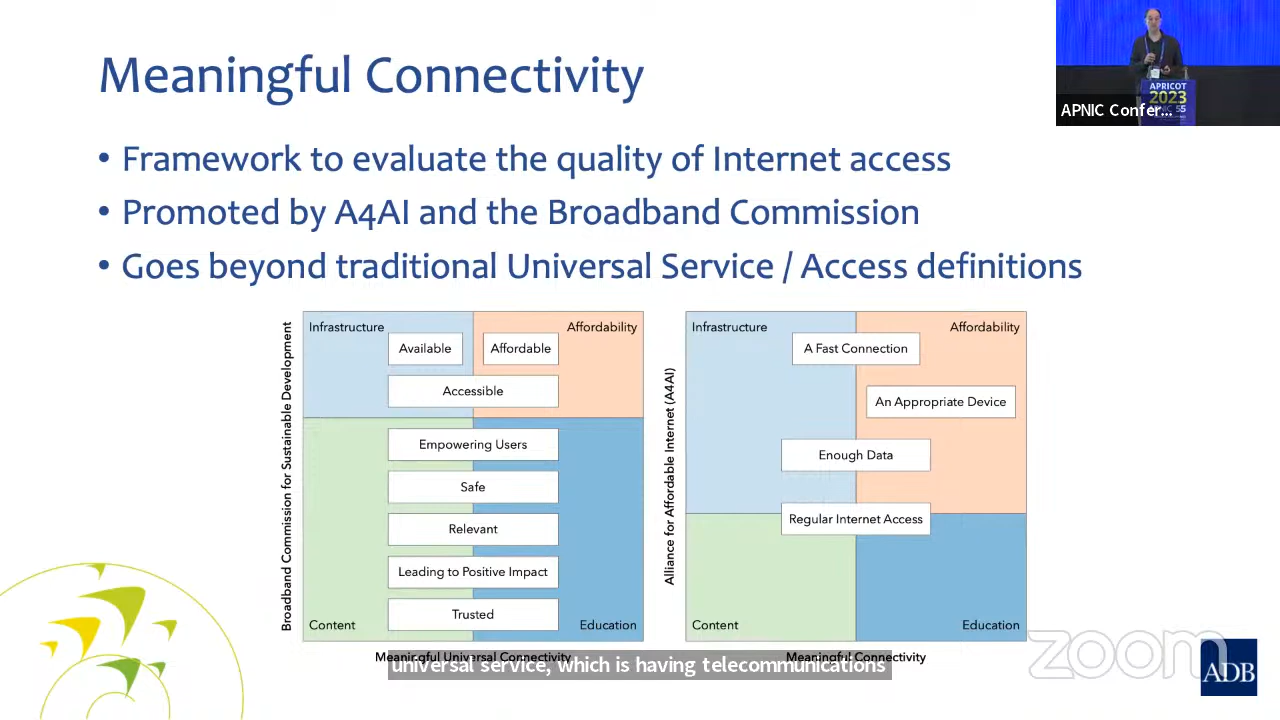 Meaningful Connectivity
APRICOT
2023
APNIC 55
APNIC Confer...
• Framework to evaluate the quality of Internet access
• Promoted by A4AI and the Broadband Commission
• Goes beyond traditional Universal Service / Access definitions
Broadband Commission for Sustainable Development
Infrastructure
Affordability
Available
Affordable
Accessible
Empowering Users
Safe
Relevant
Leading to Positive Impact
Trusted
Content
Education
Meaningful Universal Connectivity
Alliance for Affordable Internet (A4AI)
Infrastructure
Affordability
A Fast Connection
An Appropriate Device
Enough Data
Regular Internet Access
Content
Education
Meaningful Connectivity
universal service, which is having telecommunications
zoom
ADB